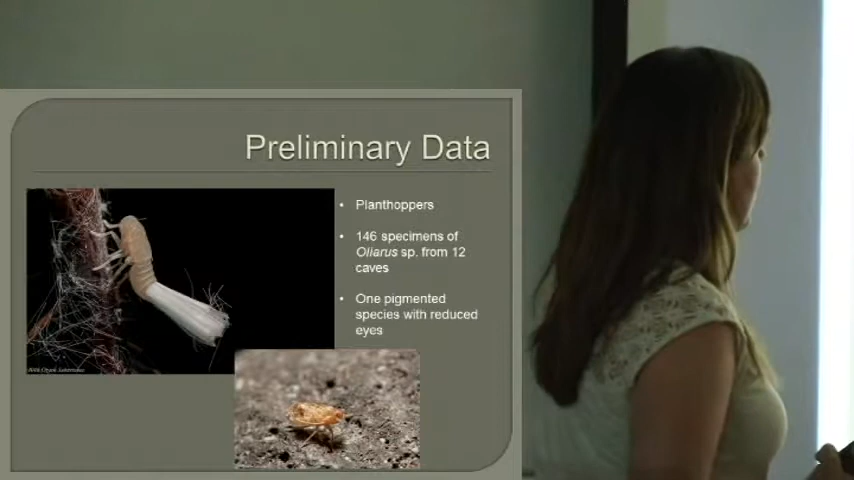 Preliminary Data
• Planthoppers
• 146 specimens of
Oliarus sp. from 12
caves
• One pigmented
species with reduced
eyes